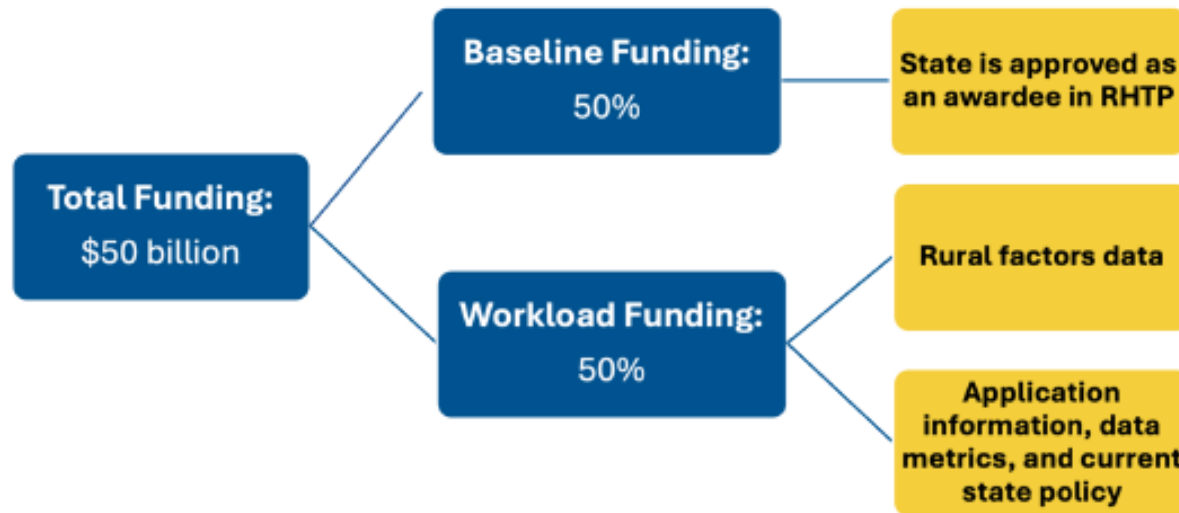 Baseline Funding:
50%
State is approved as
an awardee in RHTP
Total Funding:
$50 billion
Rural factors data
Workload Funding:
50%
Application
information, data
metrics, and current
state policy